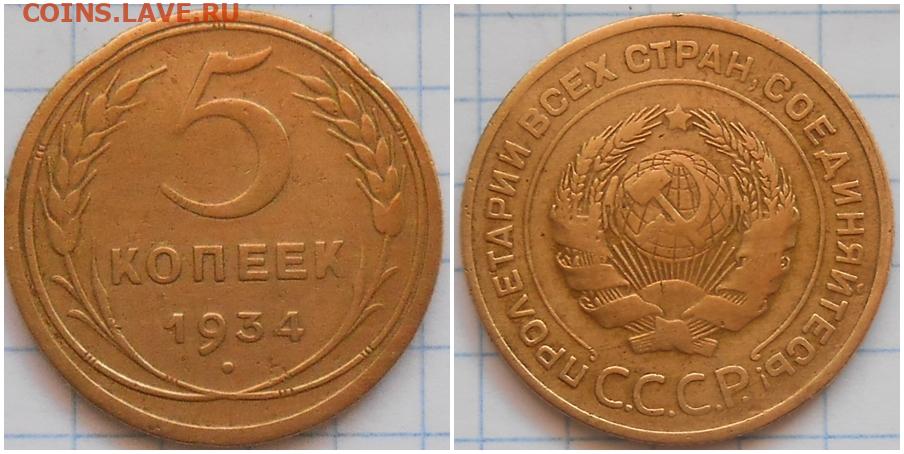 COINS.LAVE.RU
5
КОПЕЕК
1934
ПРОЛЕТАРИИ ВСЕХ СТРАН, СОЕДИНЯЙТЕСЬ!
С.С.С.Р.